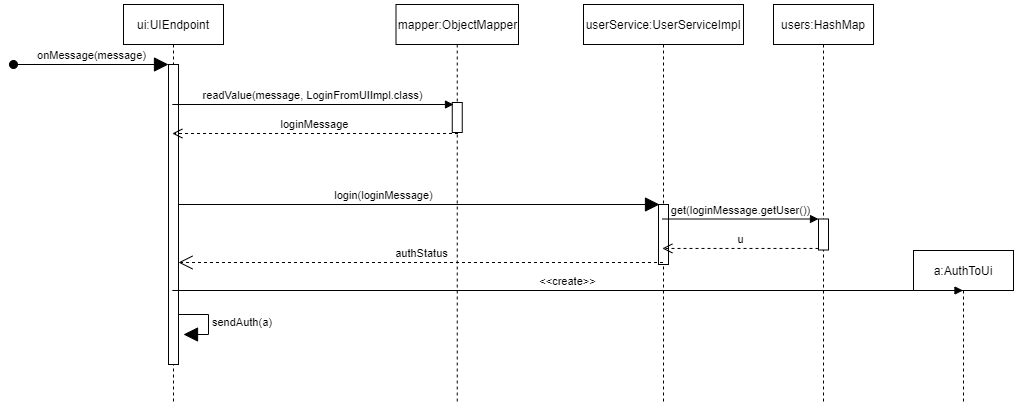 ui:UIEndpoint
mapper:ObjectMapper
userService:UserServiceImpl
users:HashMap
onMessage(message)
readValue(message, LoginFromUIImpl.class)
loginMessage
login(loginMessage)
get(loginMessage.getUser())
u
authStatus
a:AuthToUi
<<create>>
sendAuth(a)